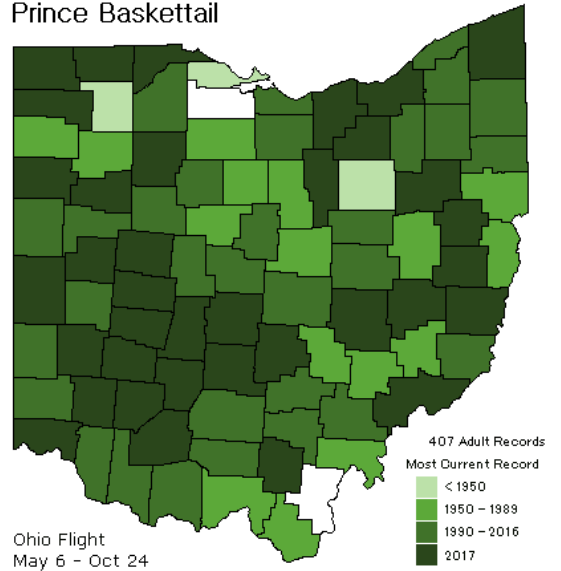 Prince Baskettail
407 Adult Records
Most Current Record
< 1950
1950 - 1989
1990 - 2016
2017
Ohio Flight
May 6 - Oct 24